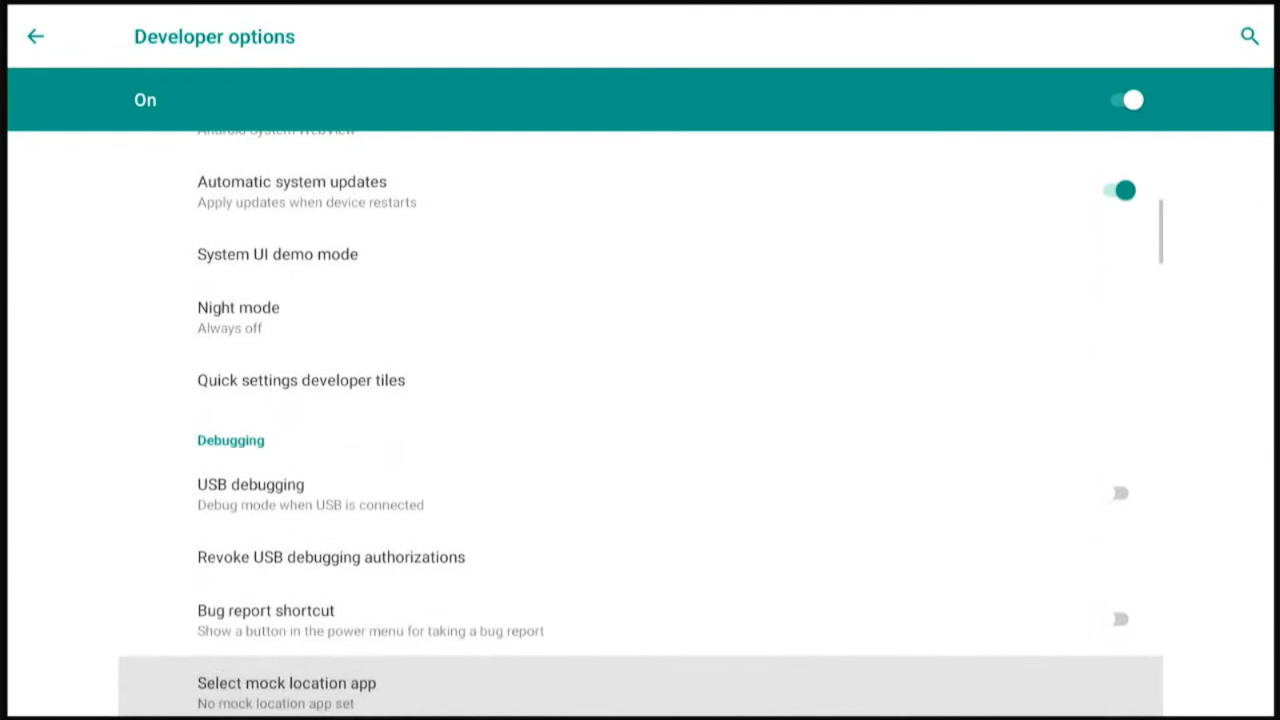 Developer options
On
Android System WebView
Automatic system updates
Apply updates when device restarts
System UI demo mode
Night mode
Always off
Quick settings developer tiles
Debugging
USB debugging
Debug mode when USB is connected
Revoke USB debugging authorizations
Bug report shortcut
Show a button in the power menu for taking a bug report
Select mock location app
No mock location app set